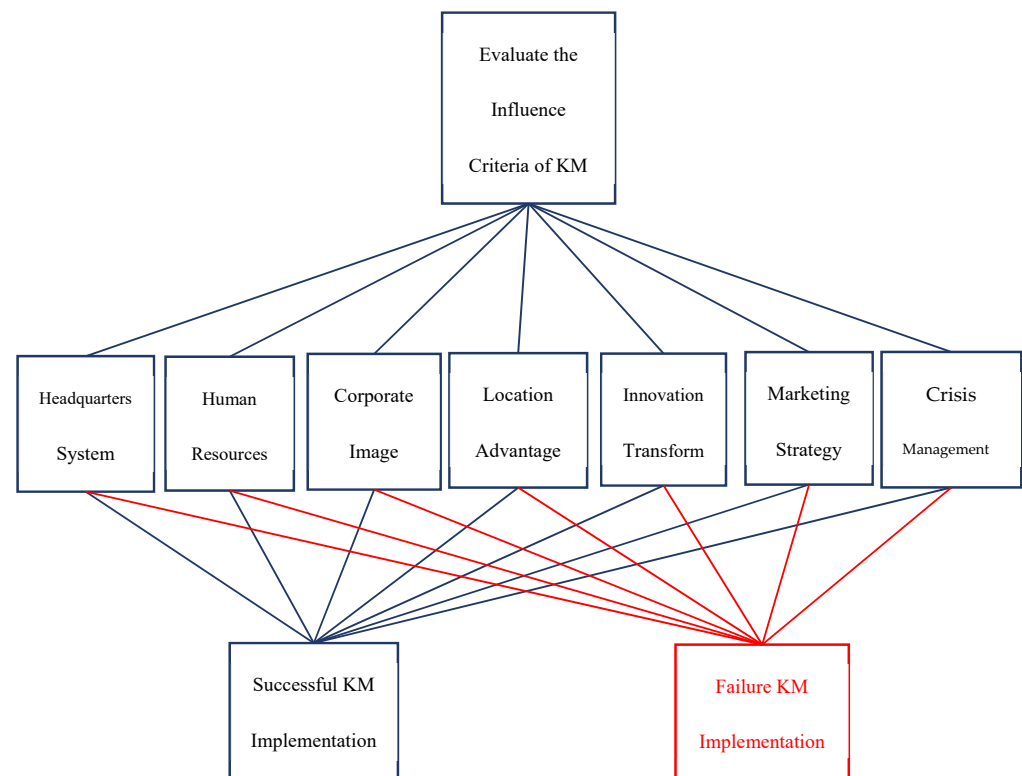 Evaluate the
Influence
Criteria of KM
Headquarters
System
Human
Resources
Corporate
Image
Location
Advantage
Innovation
Transform
Marketing
Strategy
Crisis
Management
Successful KM
Implementation
Failure KM
Implementation